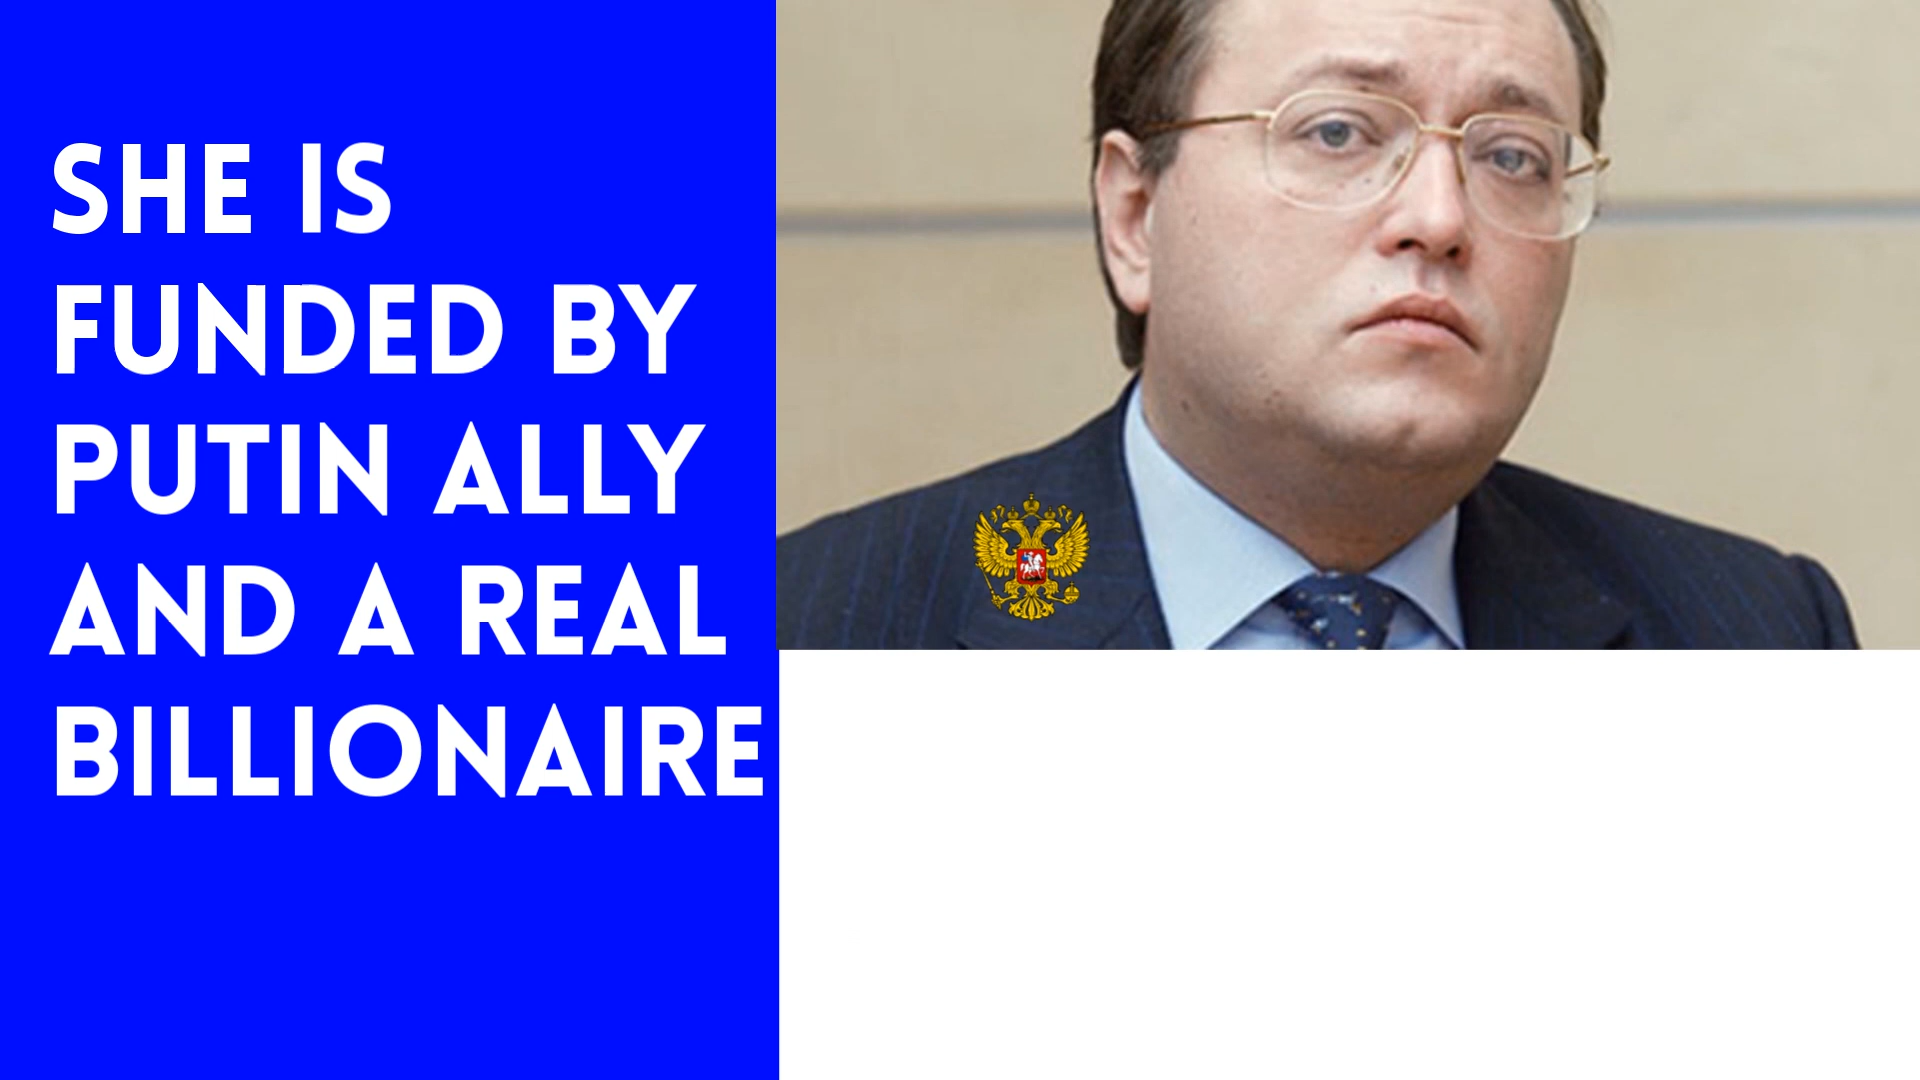 SHE IS
FUNDED BY
PUTIN ALLY
AND A REAL
BILLIONAIRE